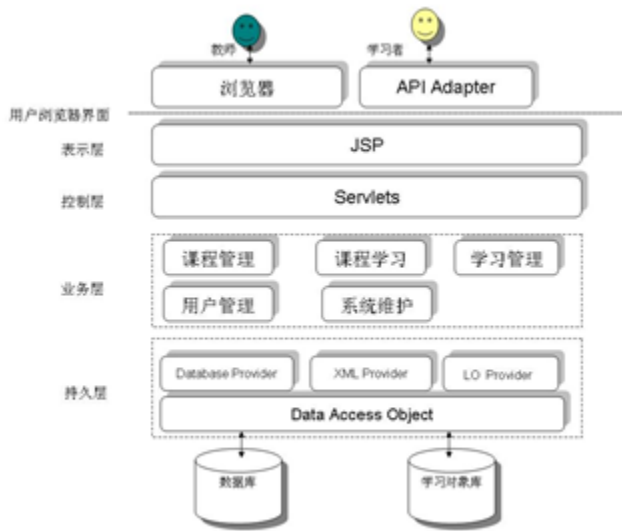 教师
学习者
浏览器
API Adapter
用户浏览器界面
表示层
JSP
控制层
Servlets
业务层
课程管理
课程学习
学习管理
用户管理
系统维护
持久层
Database Provider
XML Provider
LO Provider
Data Access Object
数据库
学习对象库